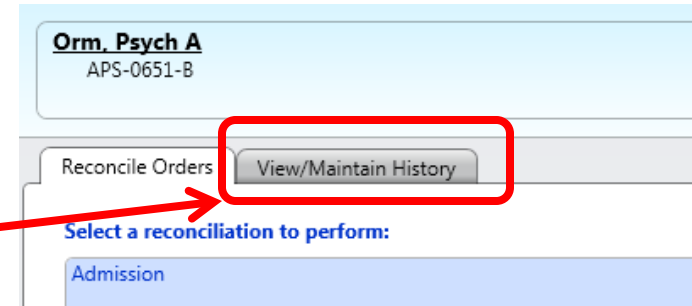 Orm, Psych A
APS-0651-B
Reconcile Orders View/Maintain History
Select a reconciliation to perform:
Admission